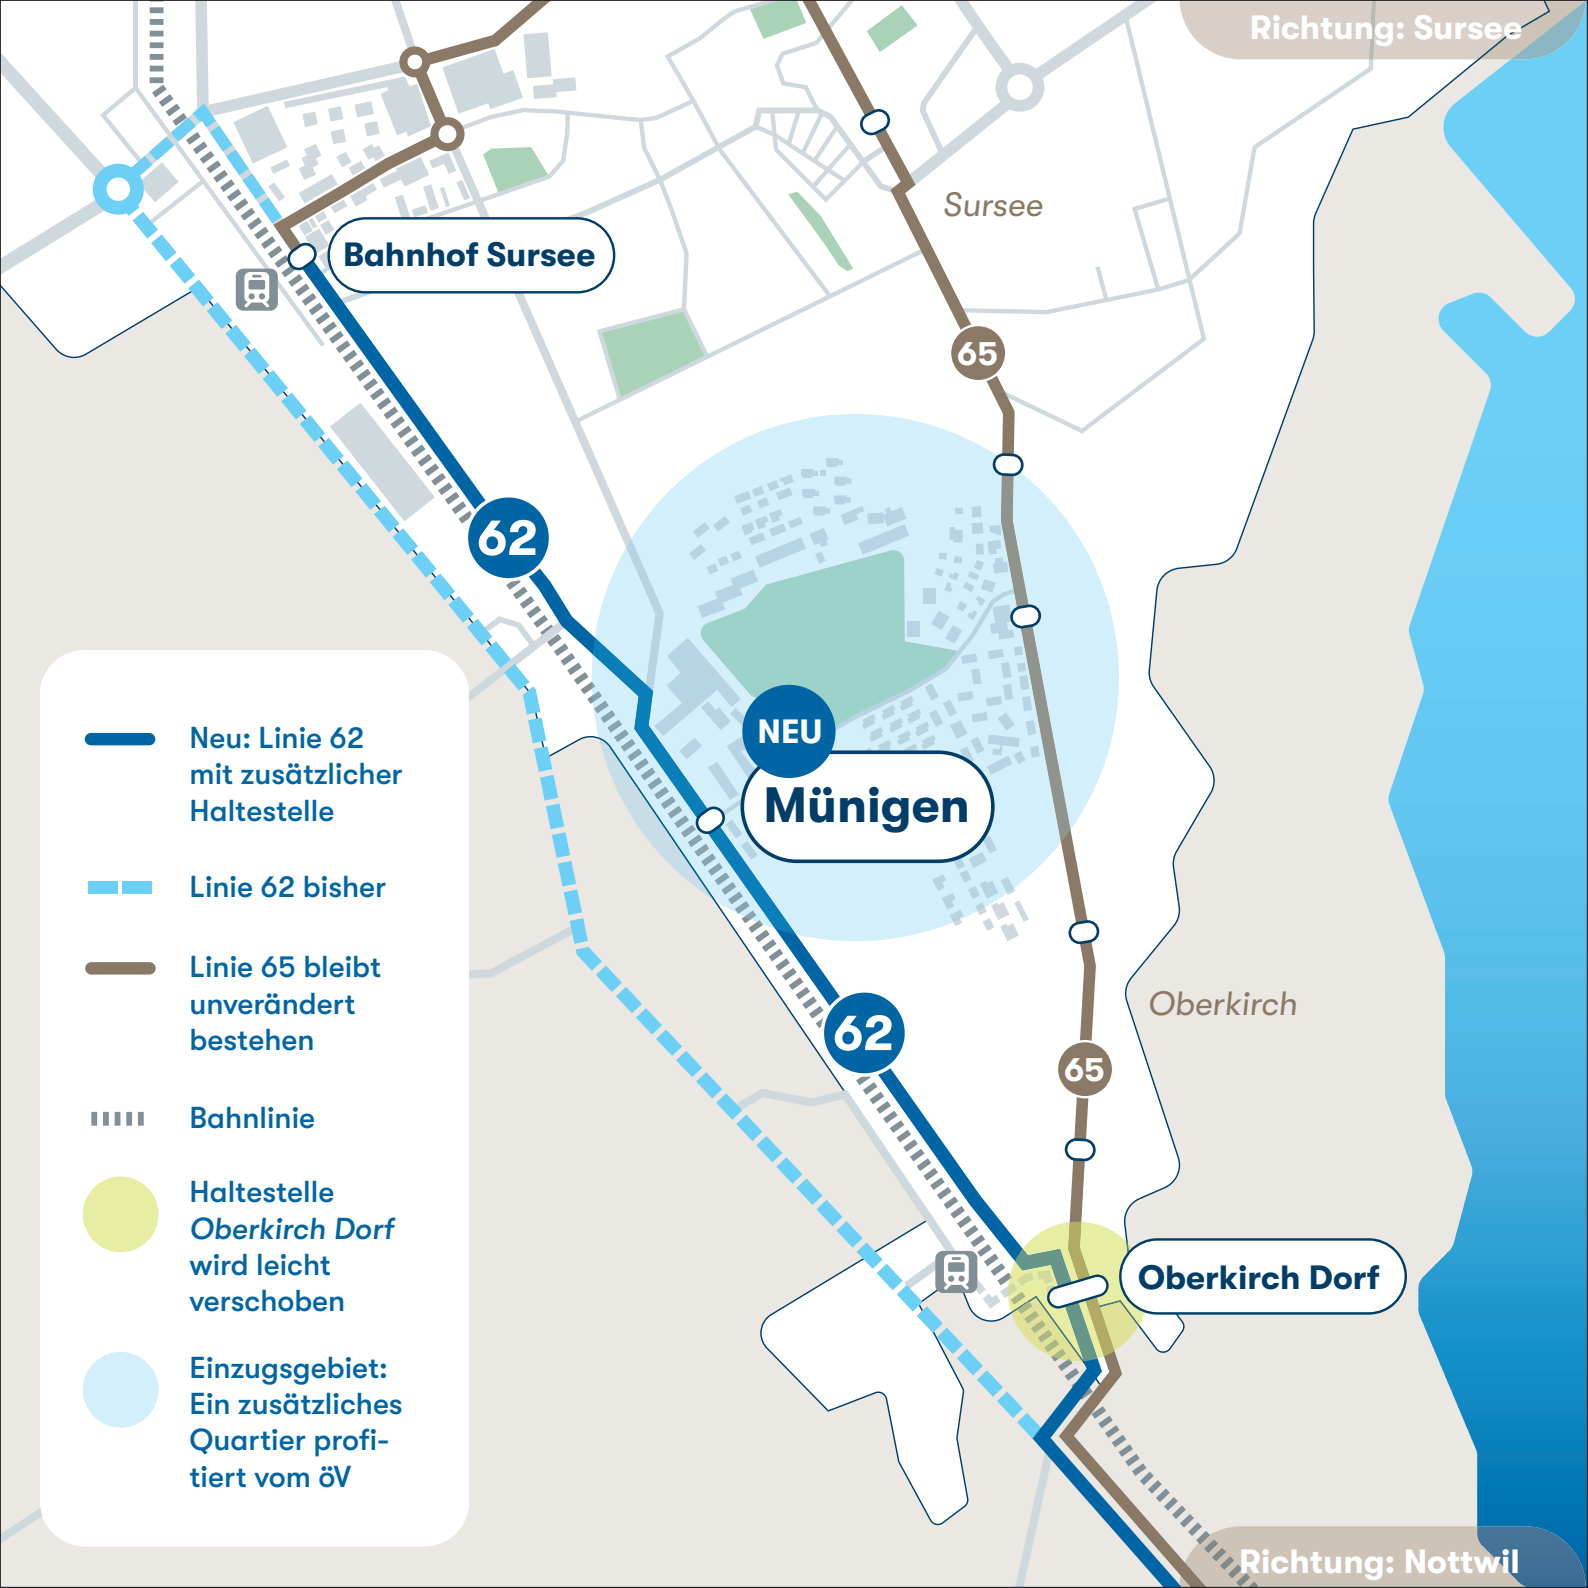 Richtung: Sursee
Sursee
Bahnhof Sursee
65
62
NEU
Münigen
Neu: Linie 62
mit zusätzlicher
Haltestelle
Linie 62 bisher
Linie 65 bleibt
unverändert
bestehen
Bahnlinie
Haltestelle
Oberkirch Dorf
wird leicht
verschoben
Einzugsgebiet:
Ein zusätzliches
Quartier profi-
tiert vom öV
Oberkirch
62
65
Oberkirch Dorf
Richtung: Nottwil